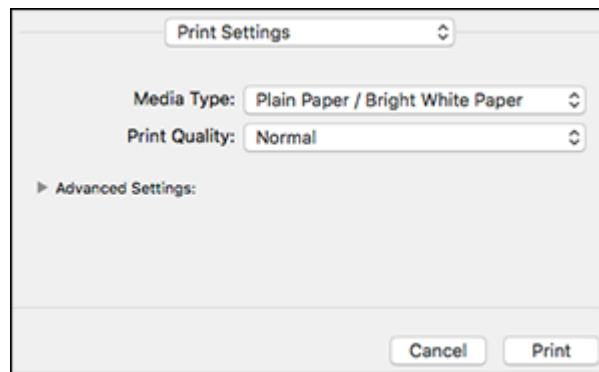 Print Settings
Media Type: Plain Paper / Bright White Paper
Print Quality: Normal
Advanced Settings:
Cancel Print